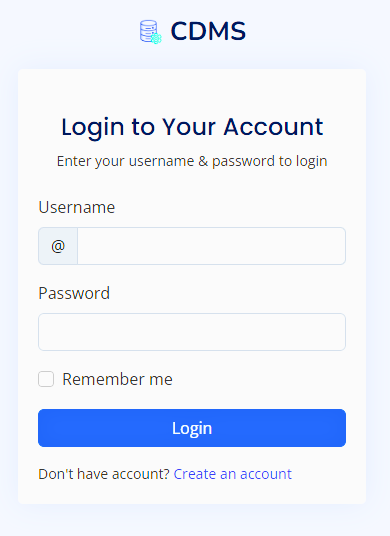 CDMS
Login to Your Account
Enter your username & password to login
Username
@
Password
Remember me
Login
Don't have account? Create an account